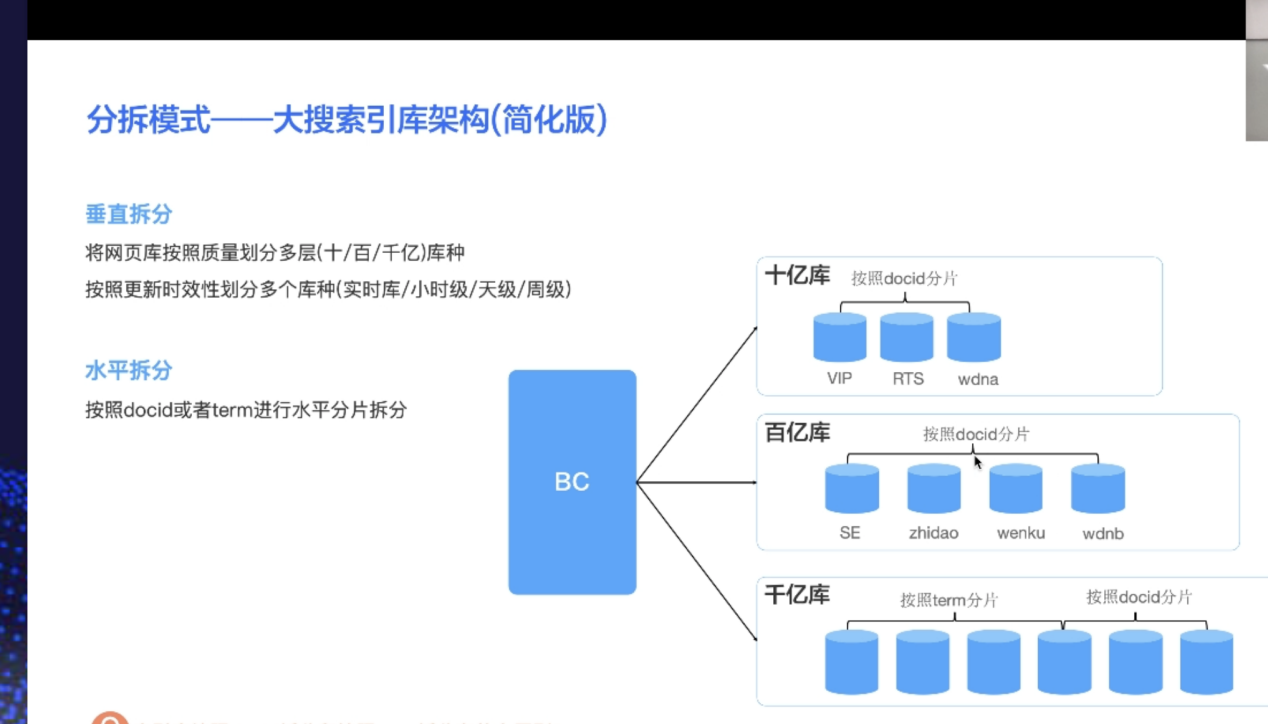 分拆模式——大搜索引库架构(简化版)
垂直拆分
将网页库按照质量划分多层(十/百/千亿)库种
按照更新时效性划分多个库种(实时库/小时级/天级/周级)
水平拆分
按照docid或者term进行水平分片拆分
BC
十亿库
按照docid分片
VIP
RTS
wdna
百亿库
按照docid分片
SE
zhidao
wenku
wdnb
千亿库
按照term分片
按照docid分片